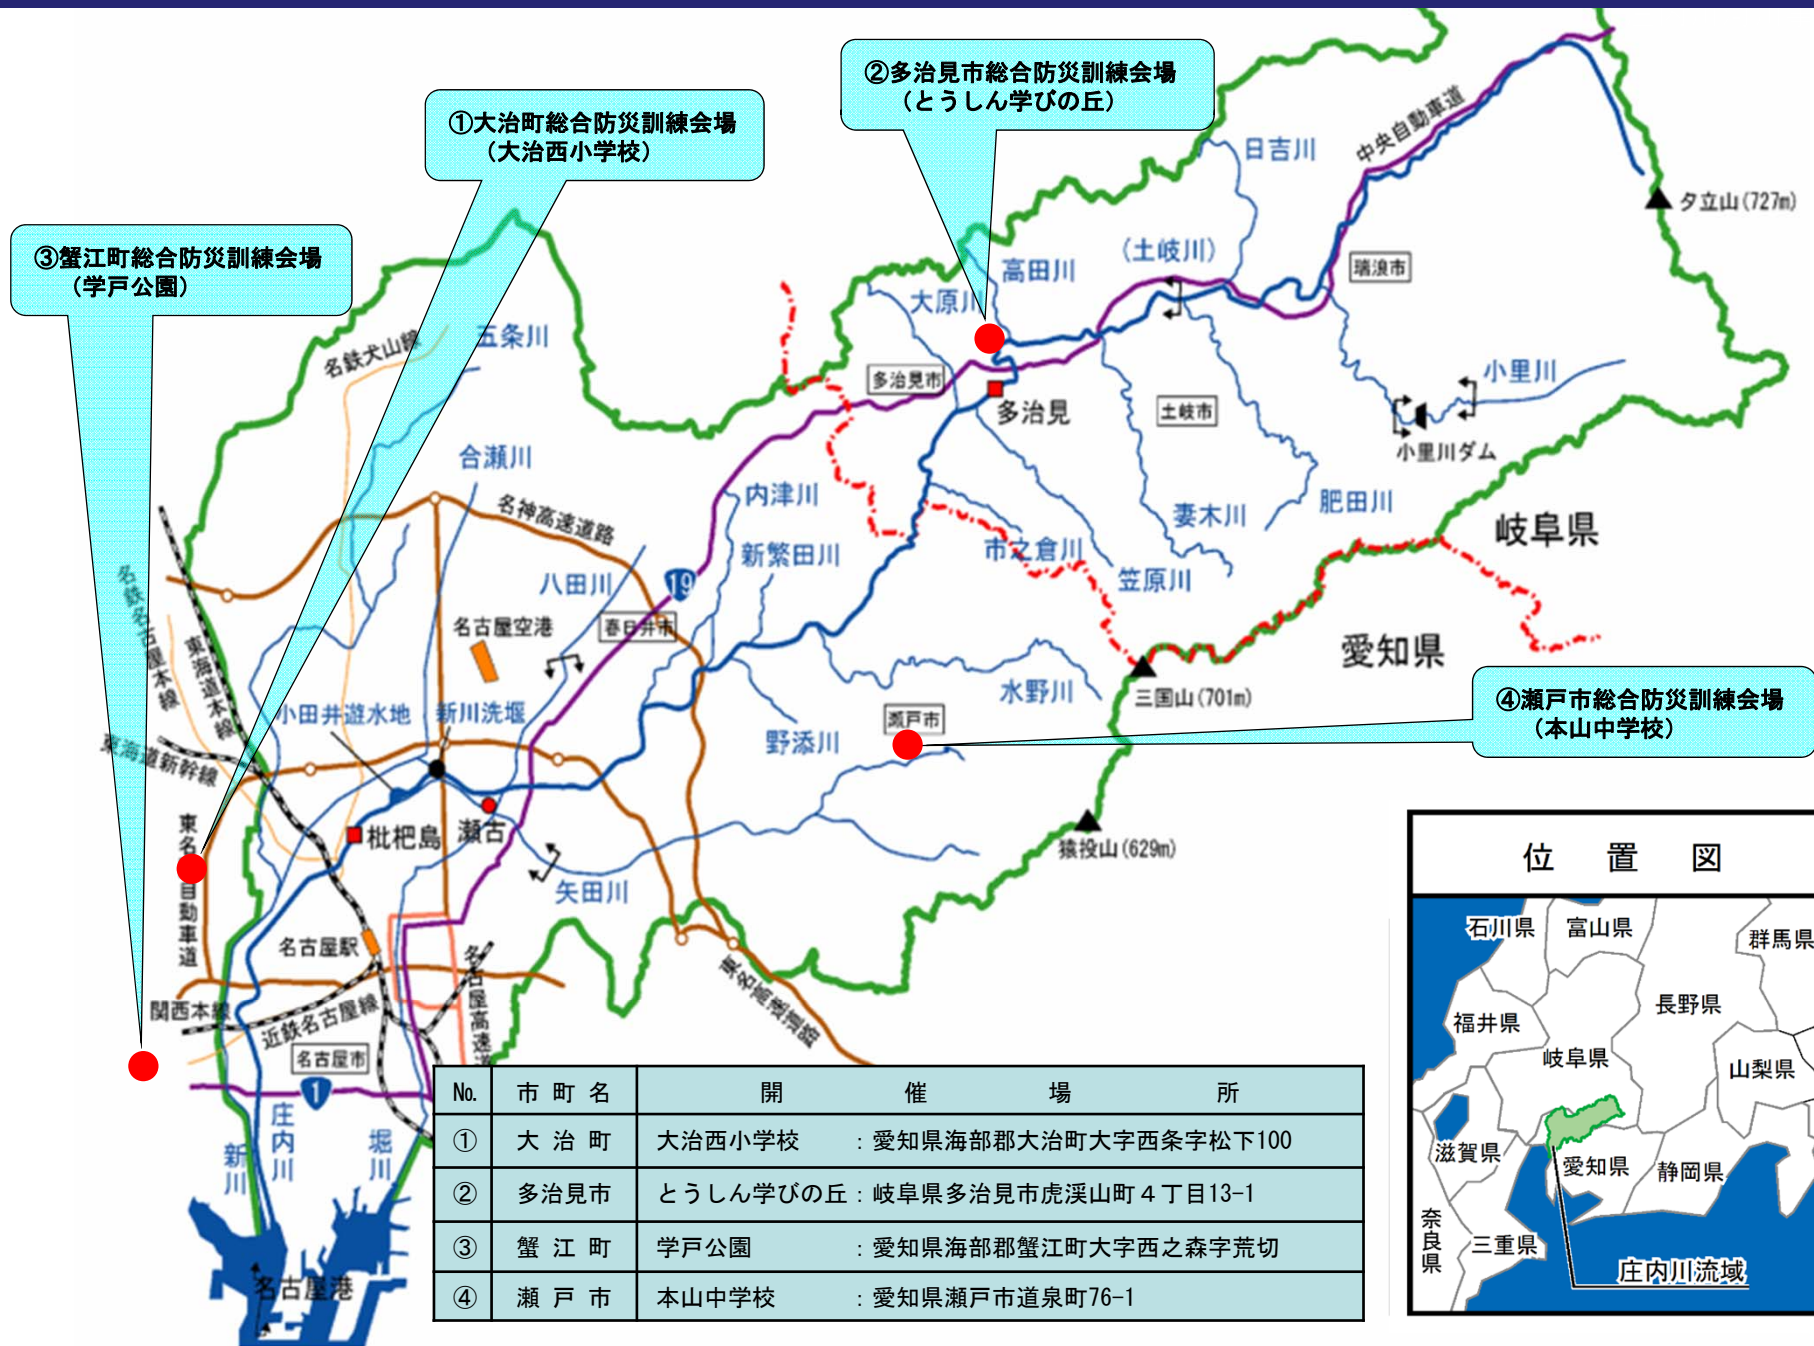 ②多治見市総合防災訓練会場
（とうしん学びの丘）
①大治町総合防災訓練会場
（大治西小学校）
③蟹江町総合防災訓練会場
（学戸公園）
④瀬戸市総合防災訓練会場
（本山中学校）
中央自動車道
日吉川
夕立山(727m)
（土岐川）
高田川
瑞浪市
大原川
五条川
名鉄犬山線
多治見市
多治見
土岐市
小里川
小里川ダム
合瀬川
内津川
名神高速道路
肥田川
妻木川
岐阜県
新繁田川
市之倉川
笠原川
八田川
19
名鉄名古屋本線
東海道本線
名古屋空港
春日井市
愛知県
水野川
三国山(701m)
小田井遊水地
新川洗堰
瀬戸市
野添川
東海道新幹線
枇杷島
瀬古
猿投山(629m)
東名
自動車道
矢田川
名古屋駅
名古屋高速道
東名高速道路
関西本線
近鉄名古屋線
名古屋市
1
庄内川
新川
堀川
名古屋港
No.　市町名　開催場所
①　大治町　大治西小学校　：愛知県海部郡大治町大字西条字松下100
②　多治見市　とうしん学びの丘：岐阜県多治見市虎渓山町４丁目13-1
③　蟹江町　学戸公園　：愛知県海部郡蟹江町大字西之森字荒切
④　瀬戸市　本山中学校　：愛知県瀬戸市道泉町76-1
位置図
石川県
富山県
群馬県
福井県
長野県
岐阜県
山梨県
滋賀県
愛知県
静岡県
奈良県
三重県
庄内川流域